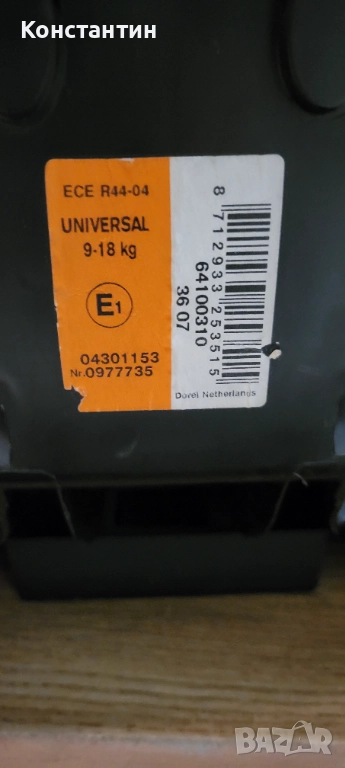 Константин
ECE R44-04
UNIVERSAL
9-18 kg
E1
04301153
Nr.0977735
8 712933 253515
64100310
36 07
Dorel Netherlands
BAZAR